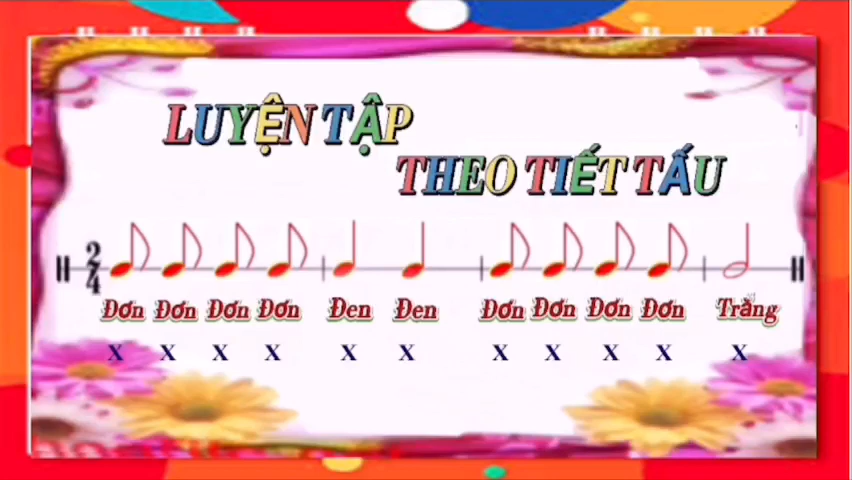 LUYỆN TẬP
THEO TIẾT TẤU
2
4
Đơn Đơn Đơn Đơn Đen Đen Đơn Đơn Đơn Đơn Trắng
X X X X X X X X X X X